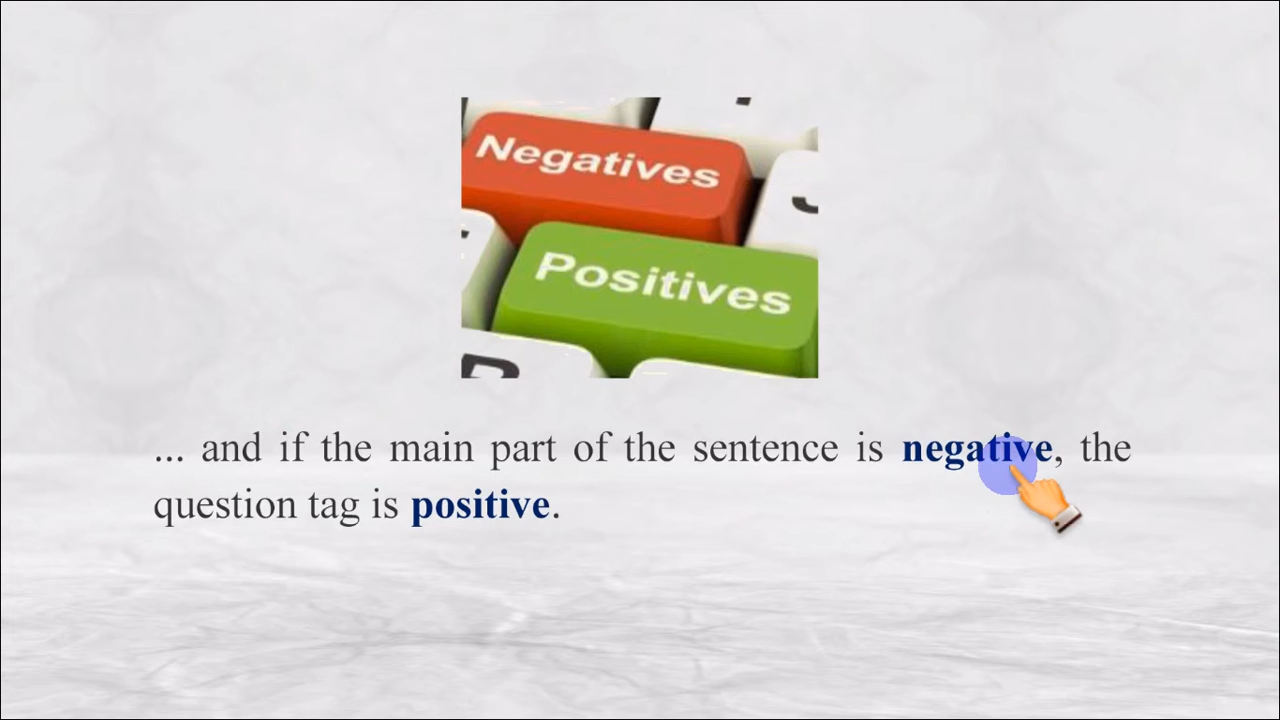 Negatives
Positives
... and if the main part of the sentence is negative, the
question tag is positive.